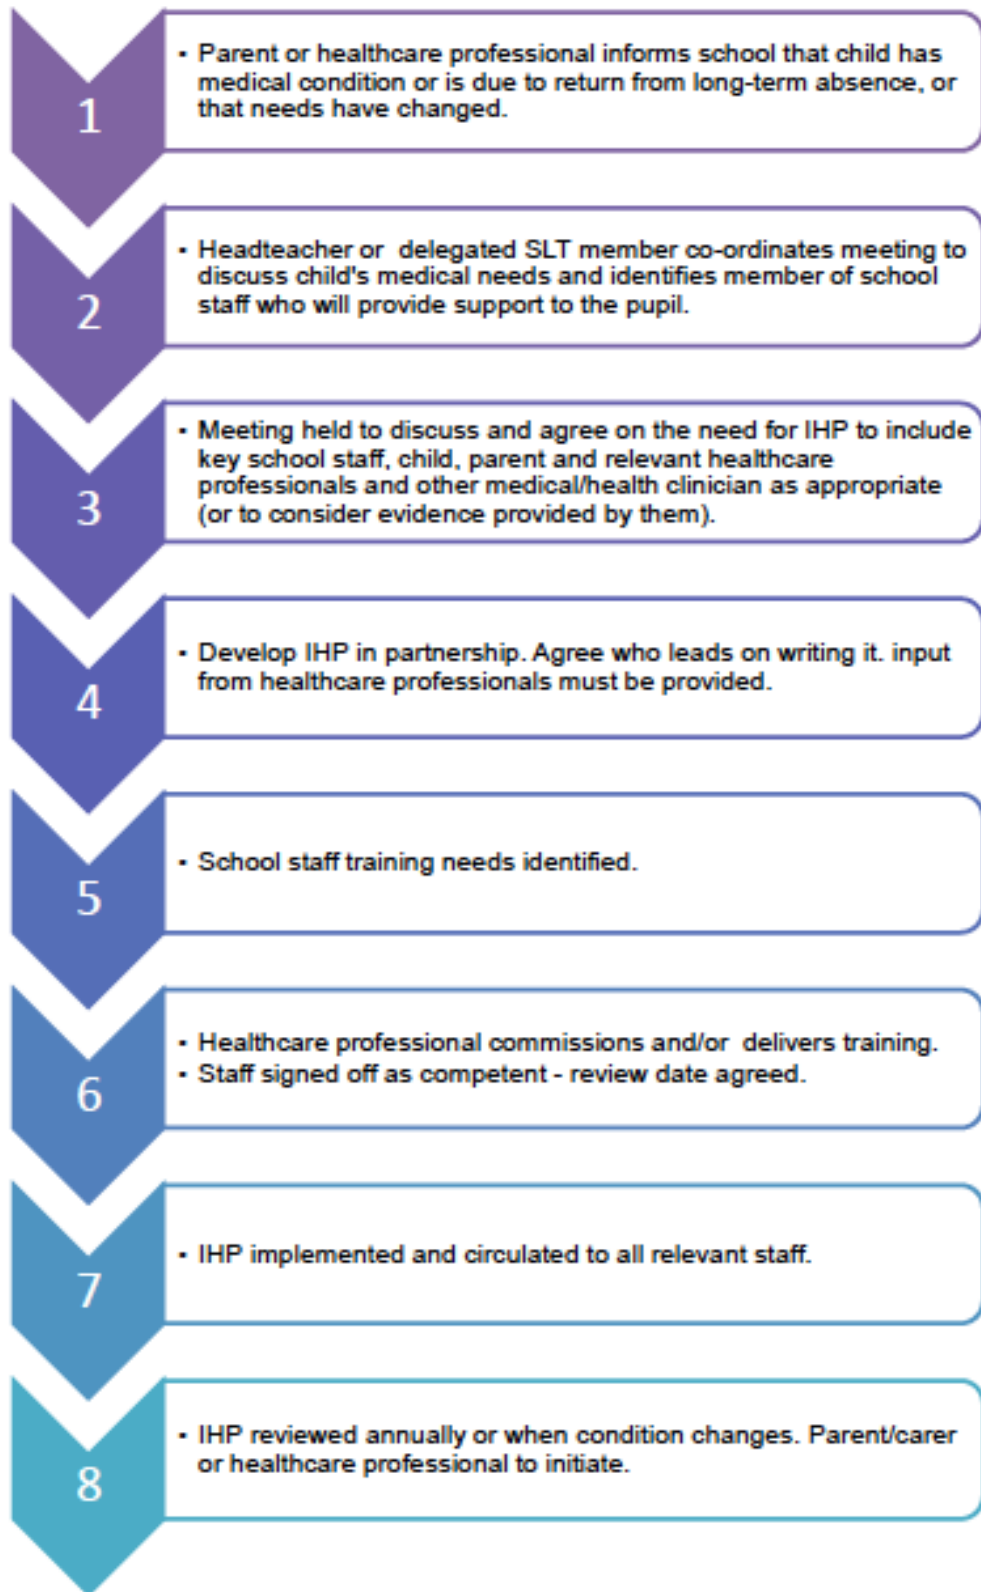 1
• Parent or healthcare professional informs school that child has
medical condition or is due to return from long-term absence, or
that needs have changed.
2
• Headteacher or  delegated SLT member co-ordinates meeting to
discuss child's medical needs and identifies member of school
staff who will provide support to the pupil.
3
• Meeting held to discuss and agree on the need for IHP to include
key school staff, child, parent and relevant healthcare
professionals and other medical/health clinician as appropriate
(or to consider evidence provided by them).
4
• Develop IHP in partnership. Agree who leads on writing it. input
from healthcare professionals must be provided.
5
• School staff training needs identified.
6
• Healthcare professional commissions and/or  delivers training.
• Staff signed off as competent - review date agreed.
7
• IHP implemented and circulated to all relevant staff.
8
• IHP reviewed annually or when condition changes. Parent/carer
or healthcare professional to initiate.